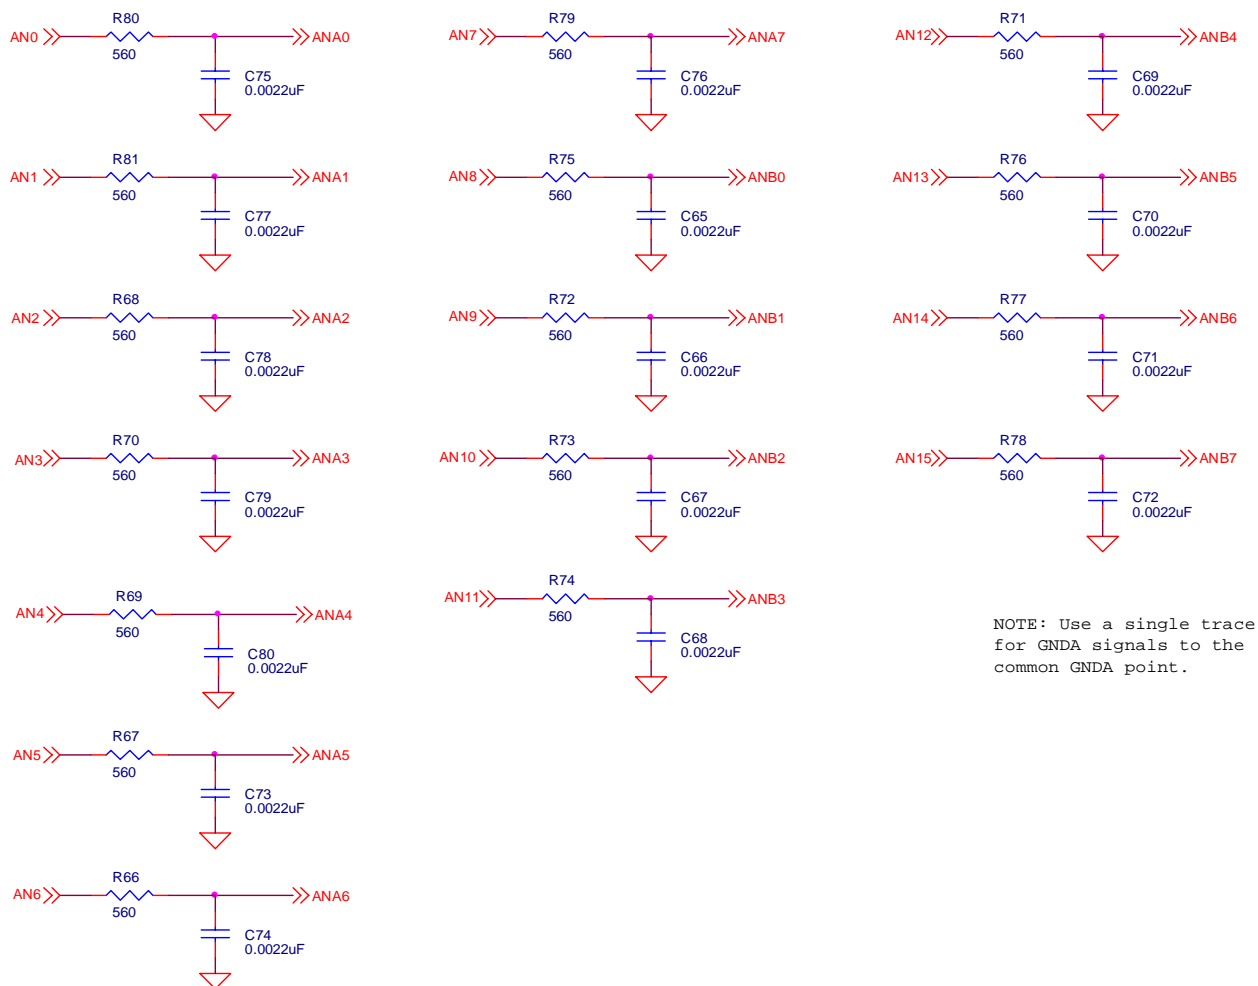 R80
AN0
ANA0
560
C75
0.0022uF
R81
AN1
ANA1
560
C77
0.0022uF
R68
AN2
ANA2
560
C78
0.0022uF
R70
AN3
ANA3
560
C79
0.0022uF
R69
AN4
ANA4
560
C80
0.0022uF
R67
AN5
ANA5
560
C73
0.0022uF
R66
AN6
ANA6
560
C74
0.0022uF
R79
AN7
ANA7
560
C76
0.0022uF
R75
AN8
ANB0
560
C65
0.0022uF
R72
AN9
ANB1
560
C66
0.0022uF
R73
AN10
ANB2
560
C67
0.0022uF
R74
AN11
ANB3
560
C68
0.0022uF
R71
AN12
ANB4
560
C69
0.0022uF
R76
AN13
ANB5
560
C70
0.0022uF
R77
AN14
ANB6
560
C71
0.0022uF
R78
AN15
ANB7
560
C72
0.0022uF
NOTE: Use a single trace
for GNDA signals to the
common GNDA point.